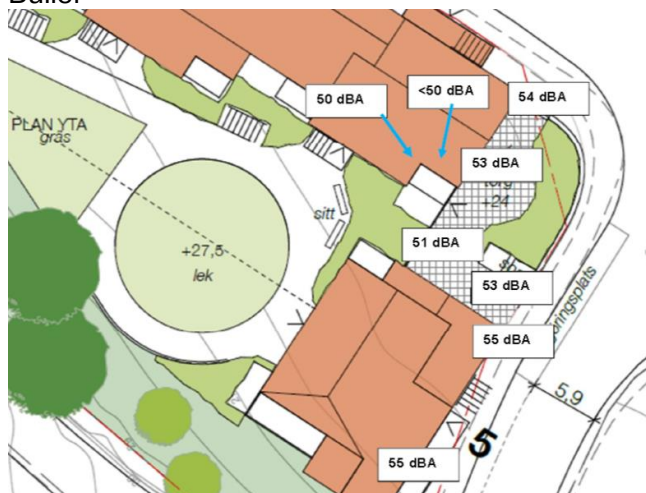 Buller
50 dBA
<50 dBA
54 dBA
PLAN YTA
gräs
53 dBA
torg
+24
sitt
51 dBA
+27,5
lek
53 dBA
55 dBA
5,9
5
55 dBA